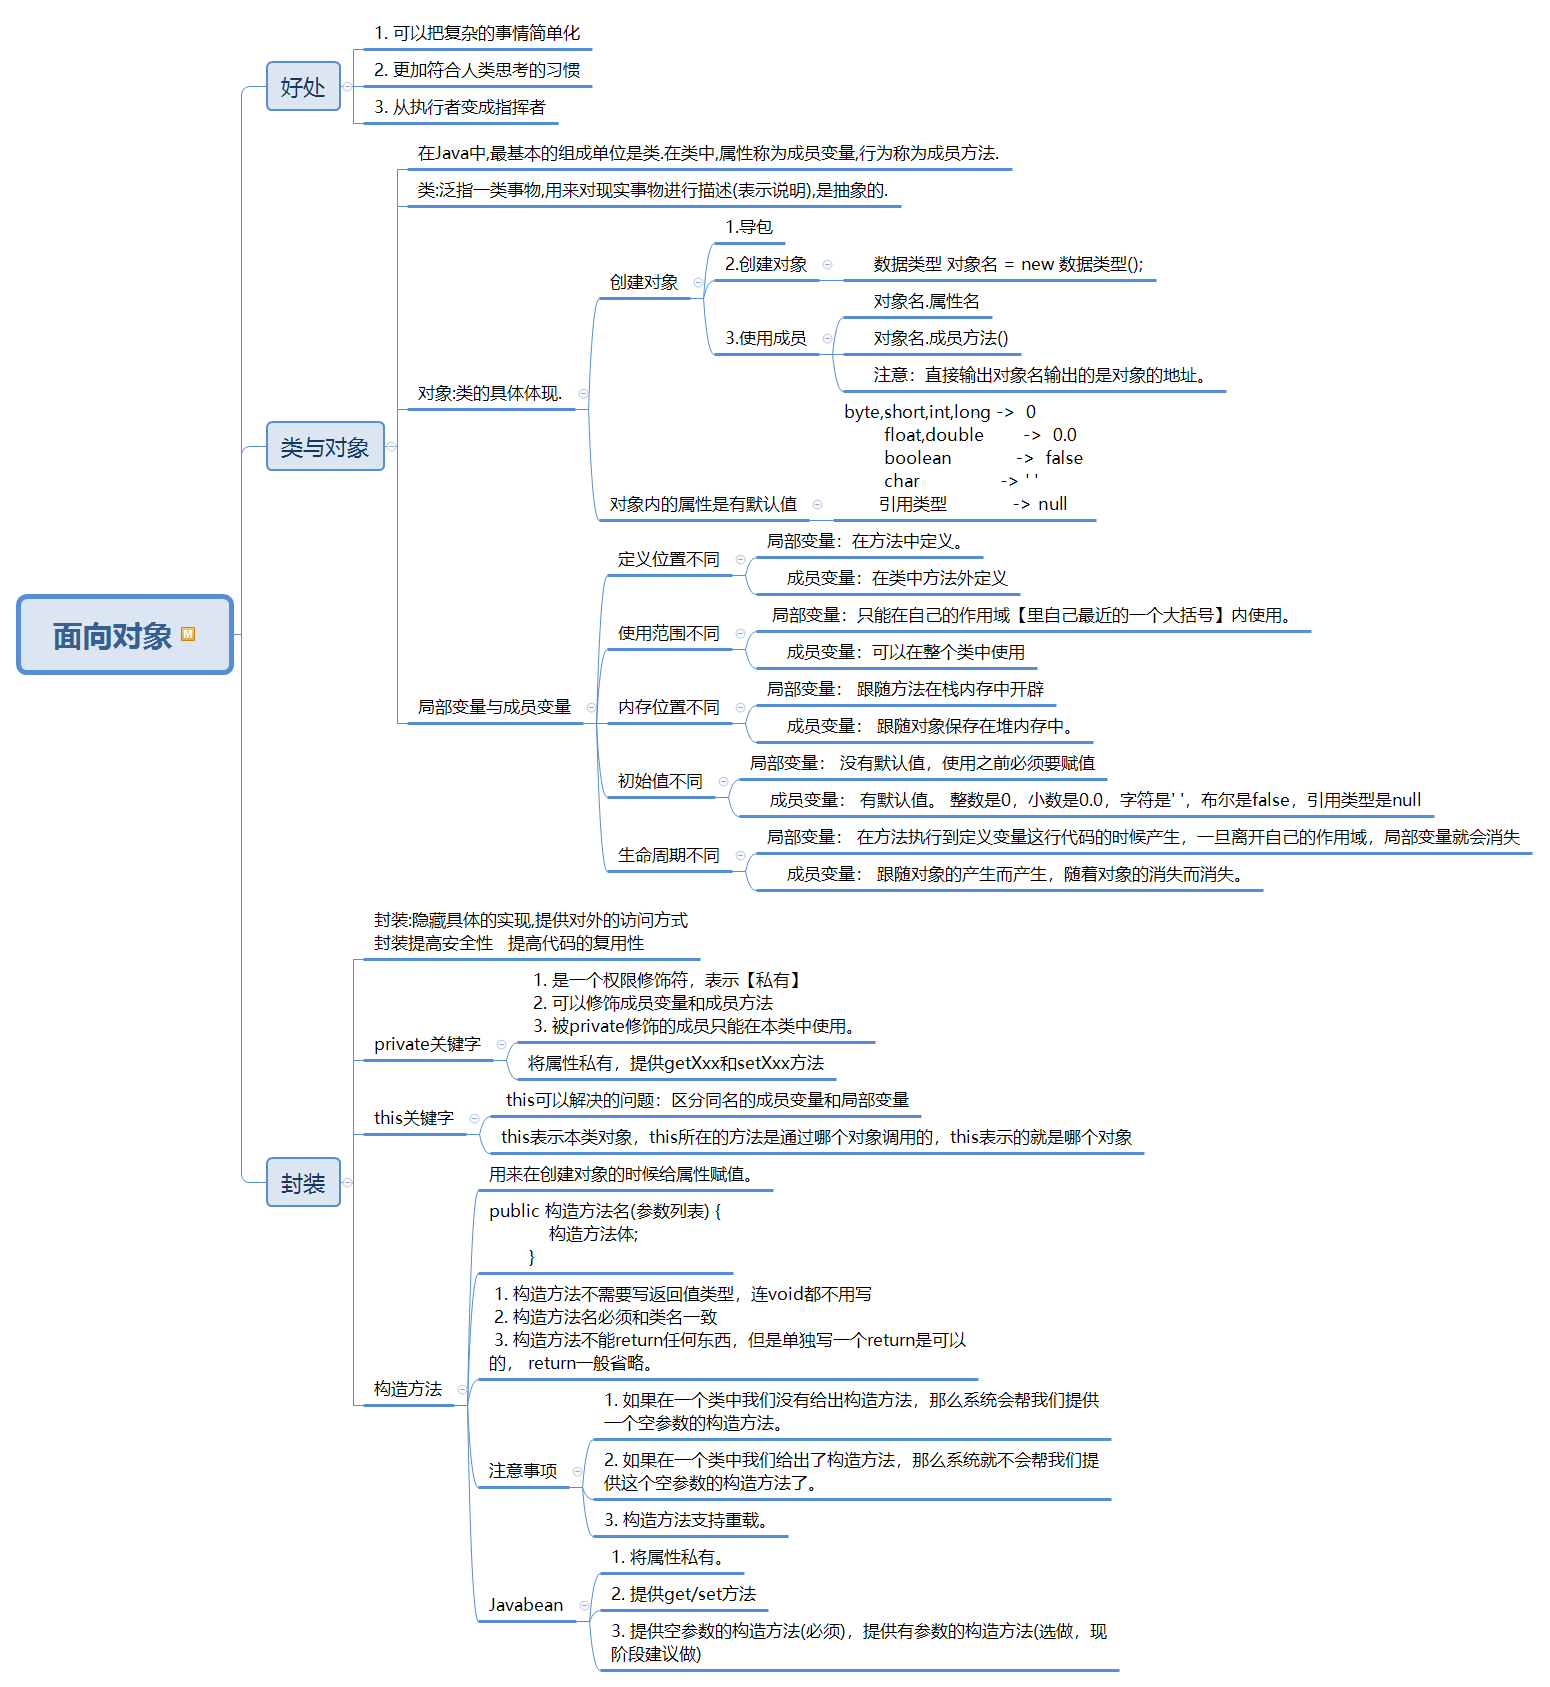 面向对象
M
好处
1. 可以把复杂的事情简单化
2. 更加符合人类思考的习惯
3. 从执行者变成指挥者
类与对象
在Java中,最基本的组成单位是类.在类中,属性称为成员变量,行为称为成员方法.
类:泛指一类事物,用来对现实事物进行描述(表示说明),是抽象的.
对象:类的具体体现.
创建对象
1.导包
2.创建对象
数据类型 对象名 = new 数据类型();
3.使用成员
对象名.属性名
对象名.成员方法()
注意：直接输出对象名输出的是对象的地址。
对象内的属性是有默认值
byte,short,int,long -> 0
float,double -> 0.0
boolean -> false
char -> ' '
引用类型 -> null
局部变量与成员变量
定义位置不同
局部变量：在方法中定义。
成员变量：在类中方法外定义
使用范围不同
局部变量：只能在自己的作用域【里自己最近的一个大括号】内使用。
成员变量：可以在整个类中使用
内存位置不同
局部变量： 跟随方法在栈内存中开辟
成员变量： 跟随对象保存在堆内存中。
初始值不同
局部变量： 没有默认值，使用之前必须要赋值
成员变量： 有默认值。 整数是0，小数是0.0，字符是' '，布尔是false，引用类型是null
生命周期不同
局部变量： 在方法执行到定义变量这行代码的时候产生，一旦离开自己的作用域，局部变量就会消失
成员变量： 跟随对象的产生而产生，随着对象的消失而消失。
封装
封装:隐藏具体的实现,提供对外的访问方式
封装提高安全性 提高代码的复用性
private关键字
1. 是一个权限修饰符，表示【私有】
2. 可以修饰成员变量和成员方法
3. 被private修饰的成员只能在本类中使用。
将属性私有，提供getXxx和setXxx方法
this关键字
this可以解决的问题：区分同名的成员变量和局部变量
this表示本类对象，this所在的方法是通过哪个对象调用的，this表示的就是哪个对象
构造方法
用来在创建对象的时候给属性赋值。
public 构造方法名(参数列表) {
构造方法体;
}
1. 构造方法不需要写返回值类型，连void都不用写
2. 构造方法名必须和类名一致
3. 构造方法不能return任何东西，但是单独写一个return是可以
的， return一般省略。
注意事项
1. 如果在一个类中我们没有给出构造方法，那么系统会帮我们提供
一个空参数的构造方法。
2. 如果在一个类中我们给出了构造方法，那么系统就不会帮我们提
供这个空参数的构造方法了。
3. 构造方法支持重载。
Javabean
1. 将属性私有。
2. 提供get/set方法
3. 提供空参数的构造方法(必须)，提供有参数的构造方法(选做，现
阶段建议做)